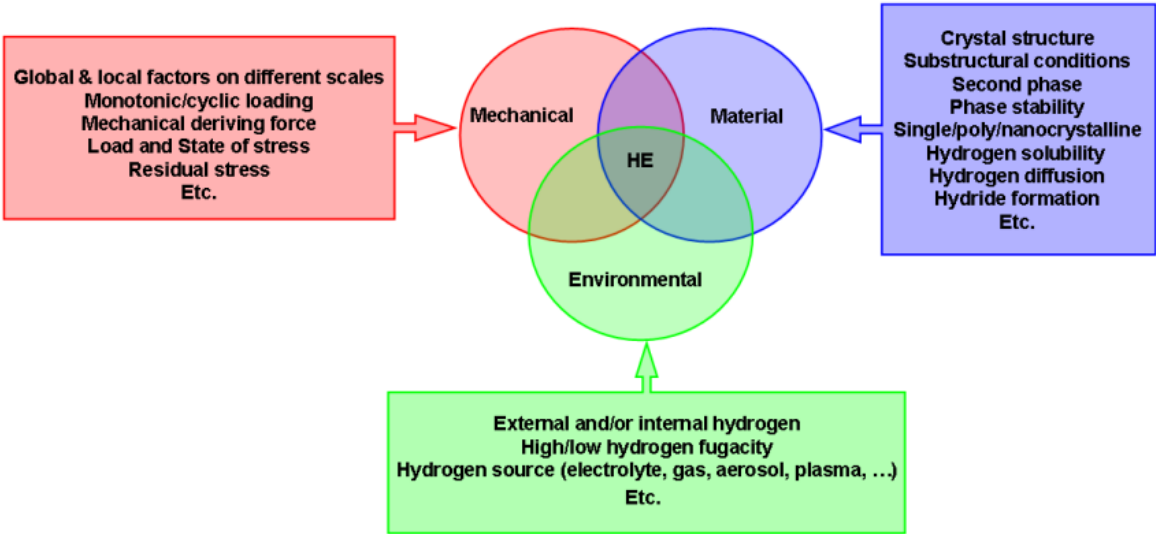 Global & local factors on different scales
Monotonic/cyclic loading
Mechanical deriving force
Load and State of stress
Residual stress
Etc.
Mechanical
Material
HE
Environmental
Crystal structure
Substructural conditions
Second phase
Phase stability
Single/poly/nanocrystalline
Hydrogen solubility
Hydrogen diffusion
Hydride formation
Etc.
External and/or internal hydrogen
High/low hydrogen fugacity
Hydrogen source (electrolyte, gas, aerosol, plasma, …)
Etc.